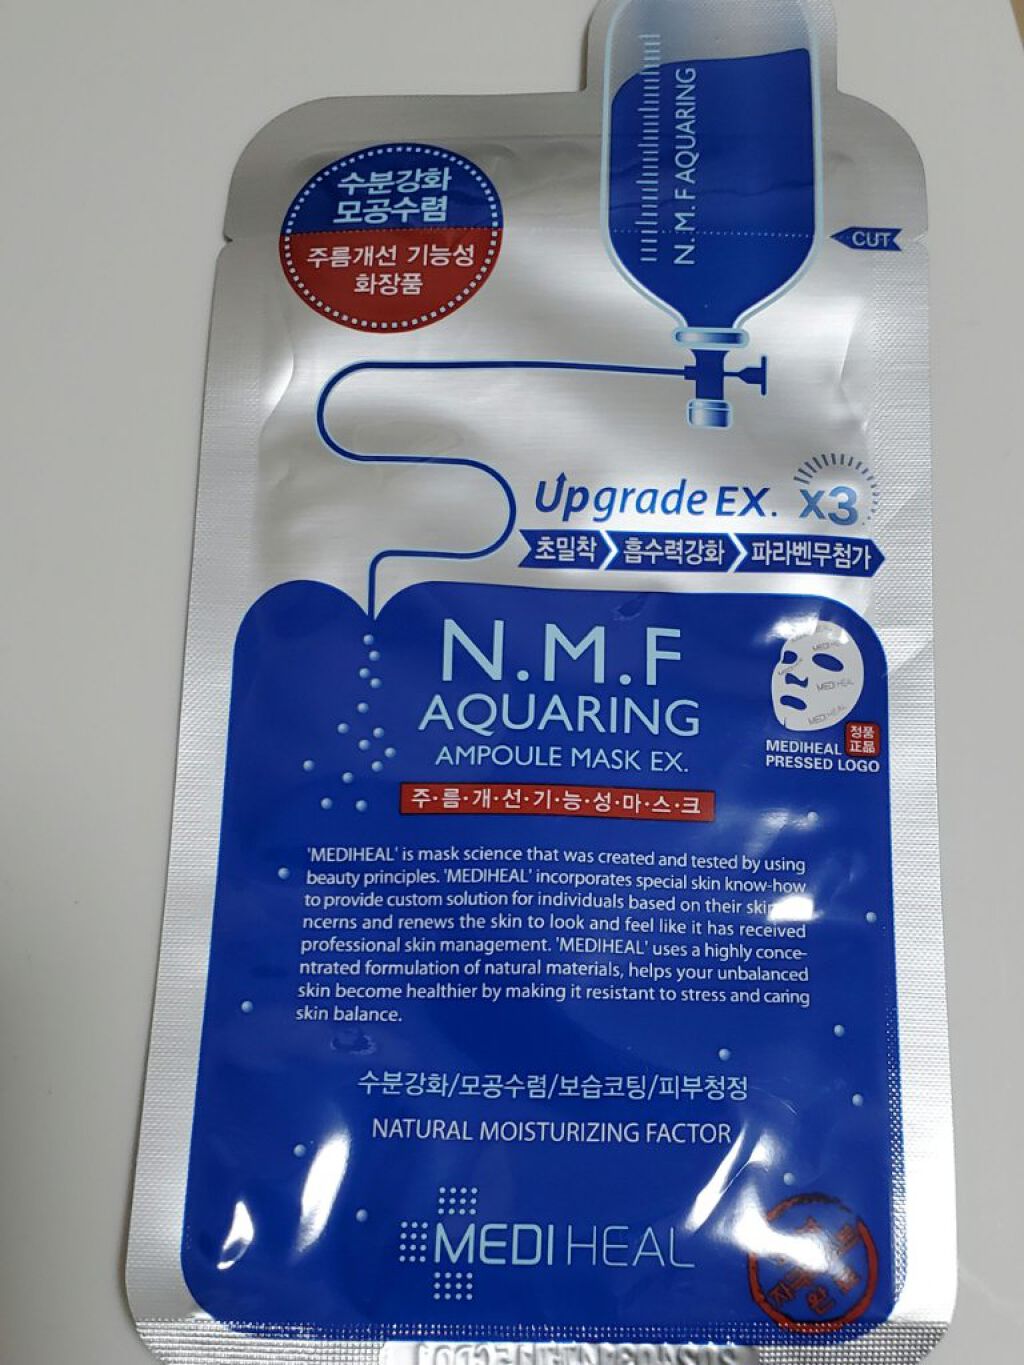 수분강화
모공수렴
주름개선 기능성
화장품
N.M.F AQUARING
CUT
Upgrade EX. X3
초밀착 흡수력강화 파라벤무첨가
N.M.F
AQUARING
AMPOULE MASK EX.
MEDIHEAL
MEDIHEAL
MEDIHEAL 정품
正品
PRESSED LOGO
주·름·개·선·기·능·성·마·스·크
'MEDIHEAL' is mask science that was created and tested by using
beauty principles. 'MEDIHEAL' incorporates special skin know-how
to provide custom solution for individuals based on their skin
ncerns and renews the skin to look and feel like it has received
professional skin management. 'MEDIHEAL' uses a highly conce-
ntrated formulation of natural materials, helps your unbalanced
skin become healthier by making it resistant to stress and caring
skin balance.
수분강화/모공수렴/보습코팅/피부청정
NATURAL MOISTURIZING FACTOR
MEDIHEAL